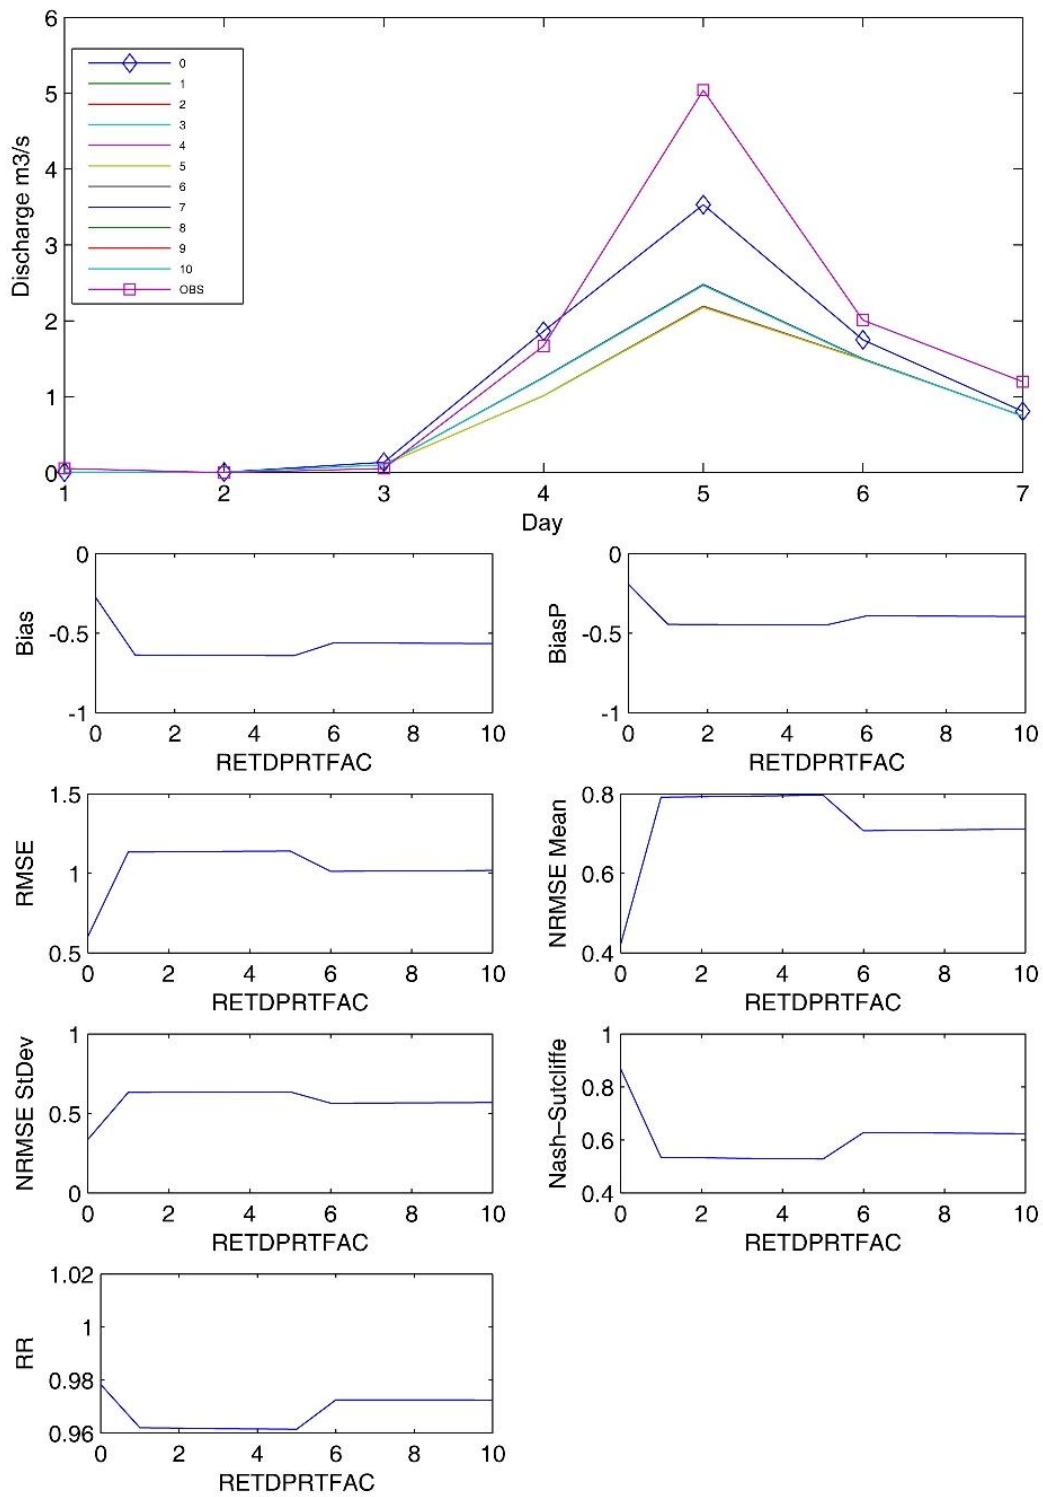 6
5
4
3
2
1
0
Discharge m3/s
0
1
2
3
4
5
6
7
8
9
10
OBS
1 2 3 4 5 6 7
Day
0
-0.5
-1
Bias
0 2 4 6 8 10
RETDPRTFAC
0
-0.5
-1
BiasP
0 2 4 6 8 10
RETDPRTFAC
1.5
1
0.5
RMSE
0 2 4 6 8 10
RETDPRTFAC
0.8
0.6
0.4
NRMSE Mean
0 2 4 6 8 10
RETDPRTFAC
1
0.5
0
NRMSE StDev
0 2 4 6 8 10
RETDPRTFAC
1
0.8
0.6
0.4
Nash–Sutcliffe
0 2 4 6 8 10
RETDPRTFAC
1.02
1
0.98
0.96
RR
0 2 4 6 8 10
RETDPRTFAC